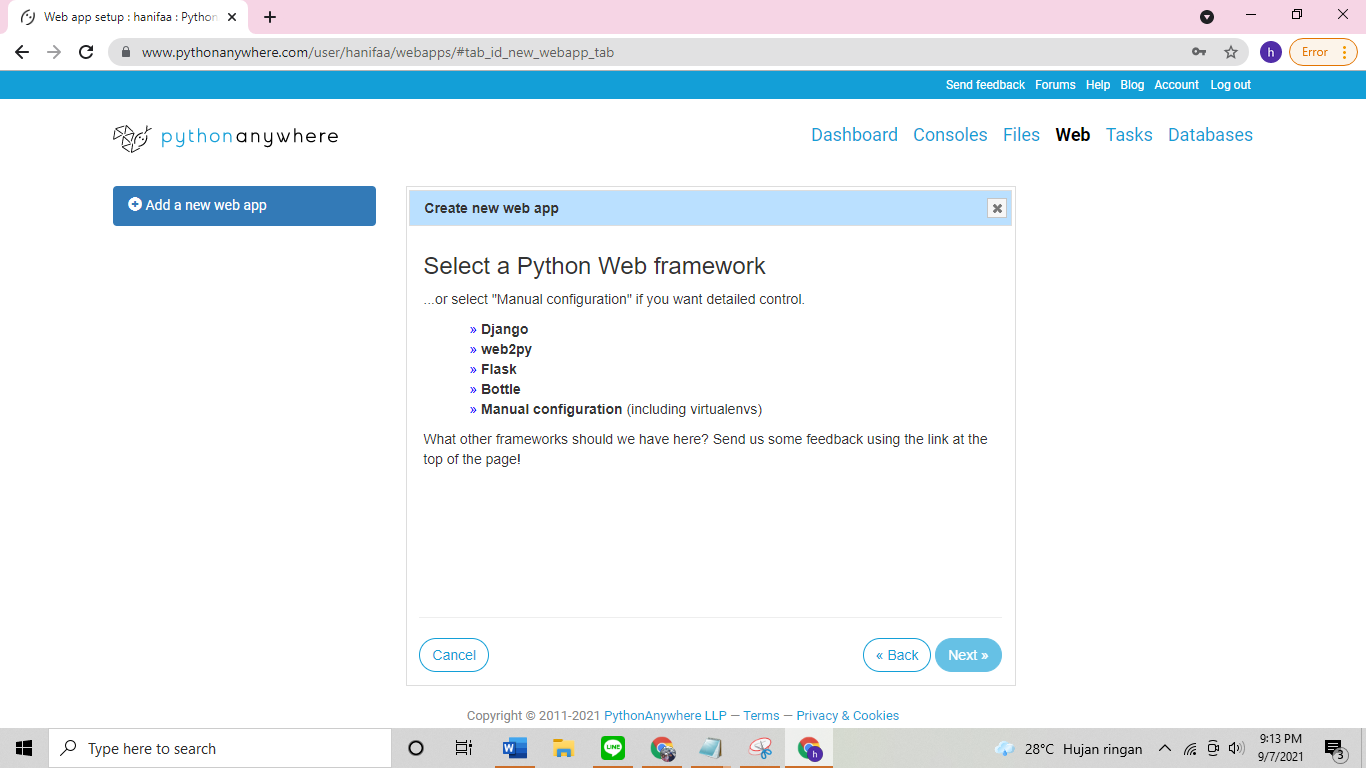 Web app setup : hanifaa : Python
www.pythonanywhere.com/user/hanifaa/webapps/#tab_id_new_webapp_tab
h
Error
Send feedback Forums Help Blog Account Log out
pythonanywhere
Dashboard Consoles Files Web Tasks Databases
Add a new web app
Create new web app
Select a Python Web framework
...or select "Manual configuration" if you want detailed control.
» Django
» web2py
» Flask
» Bottle
» Manual configuration (including virtualenvs)
What other frameworks should we have here? Send us some feedback using the link at the
top of the page!
Cancel
« Back
Next »
Copyright © 2011-2021 PythonAnywhere LLP — Terms — Privacy & Cookies
Type here to search
W
LINE
h
28°C Hujan ringan
9:13 PM
9/7/2021
3